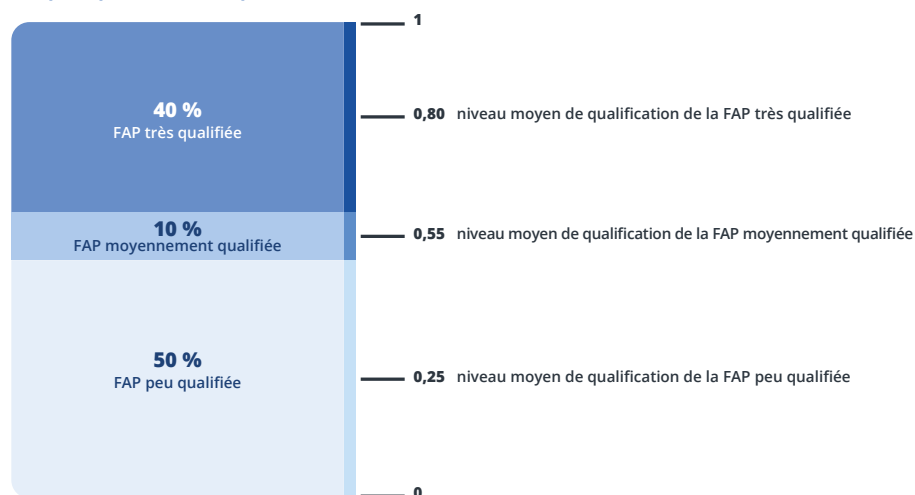 1
40 %
FAP très qualifiée
0,80 niveau moyen de qualification de la FAP très qualifiée
10 %
FAP moyennement qualifiée
0,55 niveau moyen de qualification de la FAP moyennement qualifiée
50 %
FAP peu qualifiée
0,25 niveau moyen de qualification de la FAP peu qualifiée
0